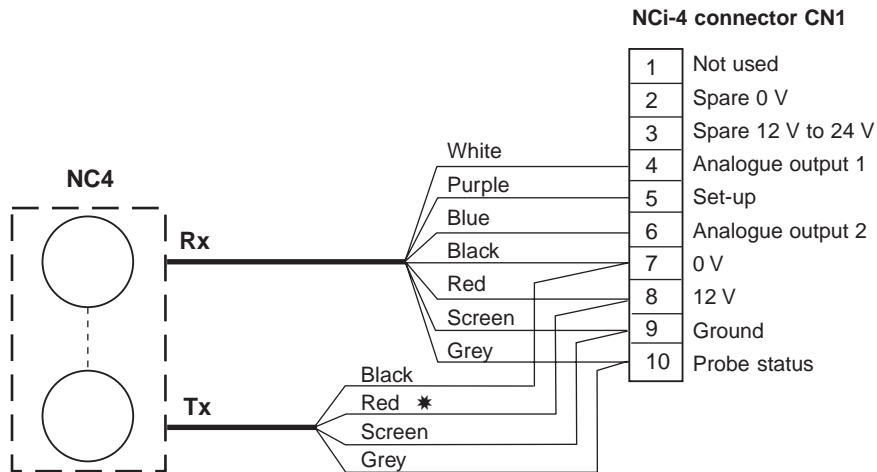 NCi-4 connector CN1
1 Not used
2 Spare 0 V
3 Spare 12 V to 24 V
White 4 Analogue output 1
Purple 5 Set-up
Blue 6 Analogue output 2
Black 7 0 V
Red 8 12 V
Screen 9 Ground
Grey 10 Probe status
NC4
Rx
Tx
Black
Red ✷
Screen
Grey